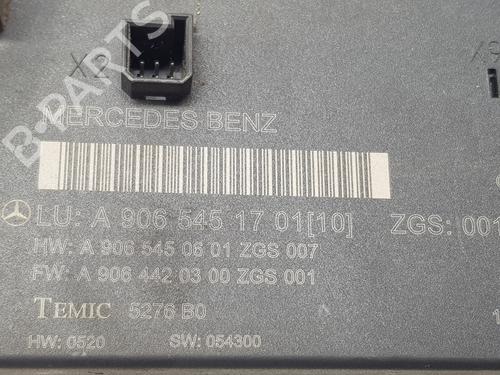 X2
MERCEDES BENZ
LU: A 906 545 17 01[10] ZGS: 001
HW: A 906 545 06 01 ZGS 007
FW: A 906 442 03 00 ZGS 001
TEMIC 5276 B0
HW: 0520 SW: 054300